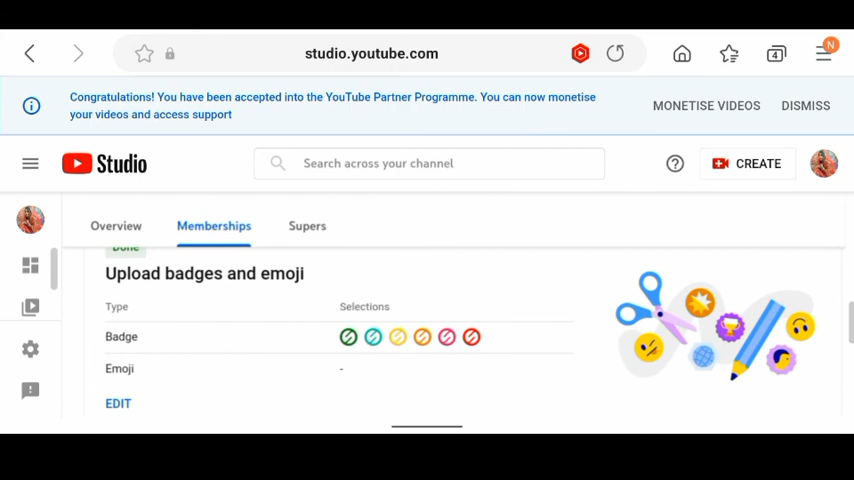 studio.youtube.com
4
N
Congratulations! You have been accepted into the YouTube Partner Programme. You can now monetise
your videos and access support
MONETISE VIDEOS
DISMISS
Studio
Search across your channel
CREATE
Overview
Memberships
Supers
Done
Upload badges and emoji
Type
Selections
Badge
Emoji
-
EDIT